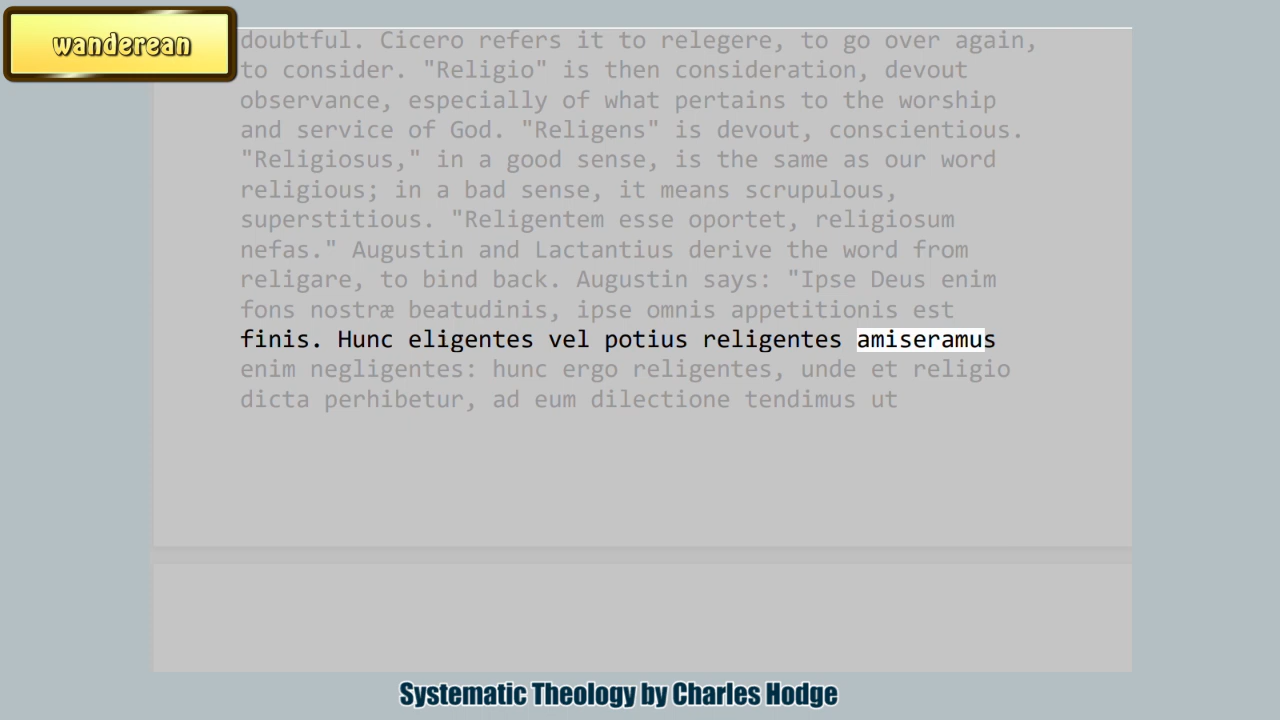 wanderean
doubtful. Cicero refers it to relegere, to go over again,
to consider. "Religio" is then consideration, devout
observance, especially of what pertains to the worship
and service of God. "Religens" is devout, conscientious.
"Religiosus," in a good sense, is the same as our word
religious; in a bad sense, it means scrupulous,
superstitious. "Religentem esse oportet, religiosum
nefas." Augustin and Lactantius derive the word from
religare, to bind back. Augustin says: "Ipse Deus enim
fons nostræ beatudinis, ipse omnis appetitionis est
finis. Hunc eligentes vel potius religentes amiseramus
enim negligentes: hunc ergo religentes, unde et religio
dicta perhibetur, ad eum dilectione tendimus ut
Systematic Theology by Charles Hodge